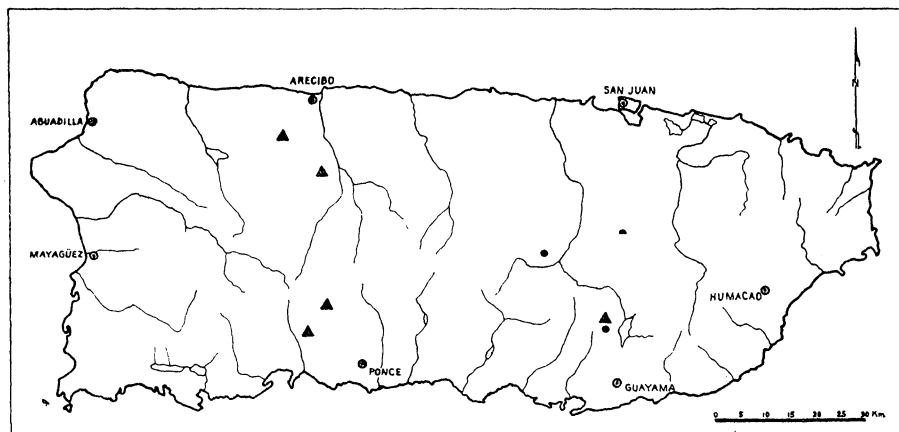 ARECIBO
SAN JUAN
N
AGUADILLA
MAYAGÜEZ
HUMACAO
PONCE
GUAYAMA
0 5 10 15 20 25 30 Km.